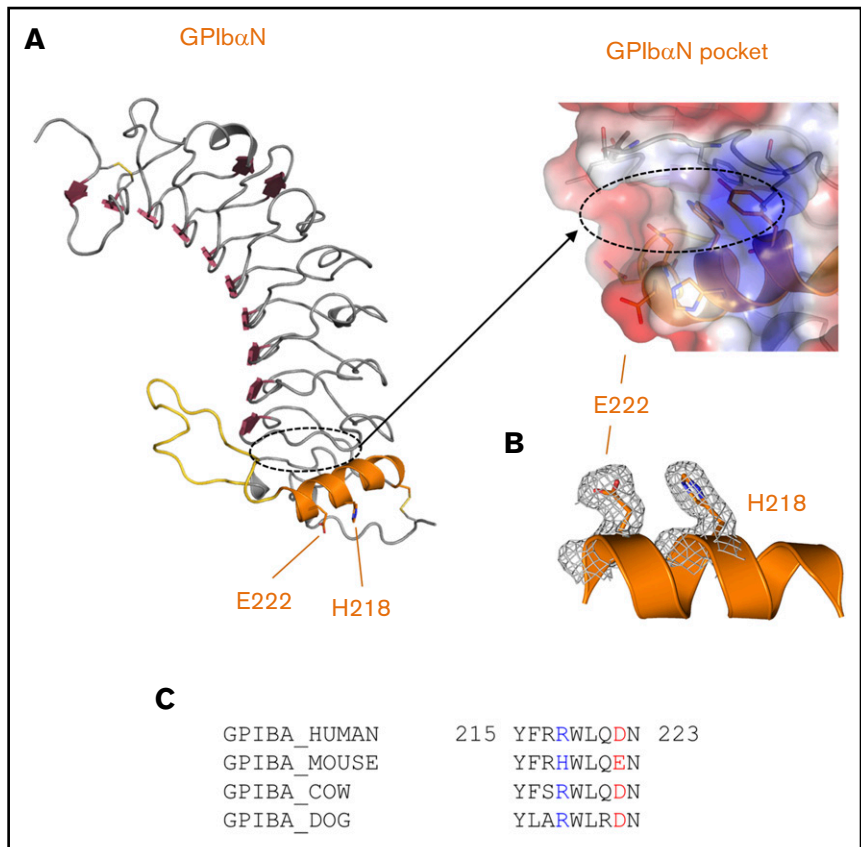 A
GPIbαN
GPIbαN pocket
E222
B
H218
E222 H218
C
GPIBA_HUMAN 215 YFRRWLQDN 223
GPIBA_MOUSE YFRHWLQEN
GPIBA_COW YFSRWLQDN
GPIBA_DOG YLARWLRDN